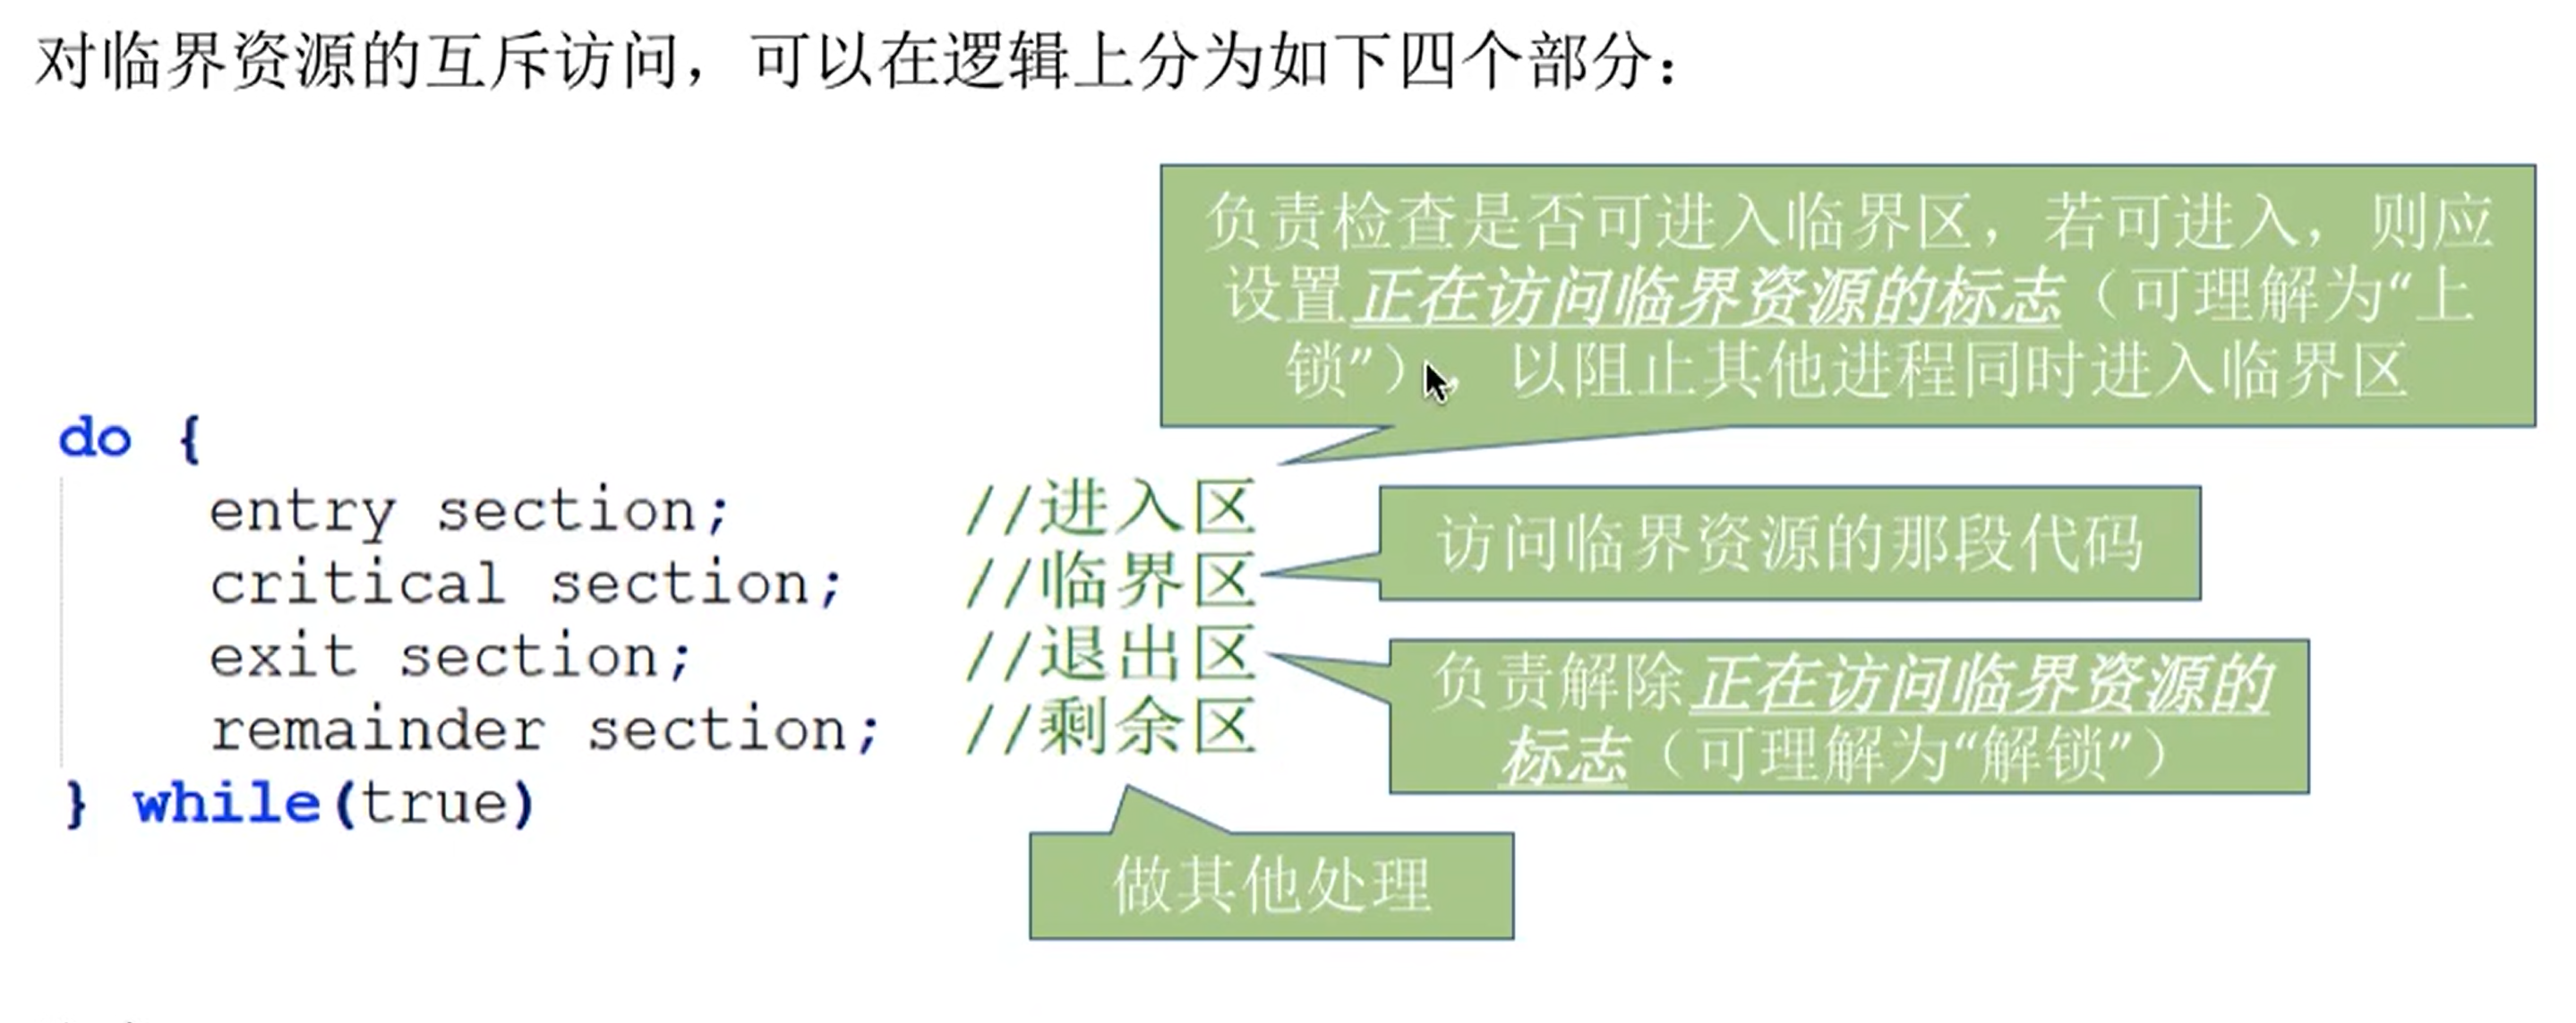 对临界资源的互斥访问，可以在逻辑上分为如下四个部分：
负责检查是否可进入临界区，若可进入，则应
设置正在访问临界资源的标志（可理解为“上
锁”），以阻止其他进程同时进入临界区
do {
entry section; //进入区
critical section; //临界区
exit section; //退出区
remainder section; //剩余区
} while(true)
访问临界资源的那段代码
负责解除正在访问临界资源的
标志（可理解为“解锁”）
做其他处理